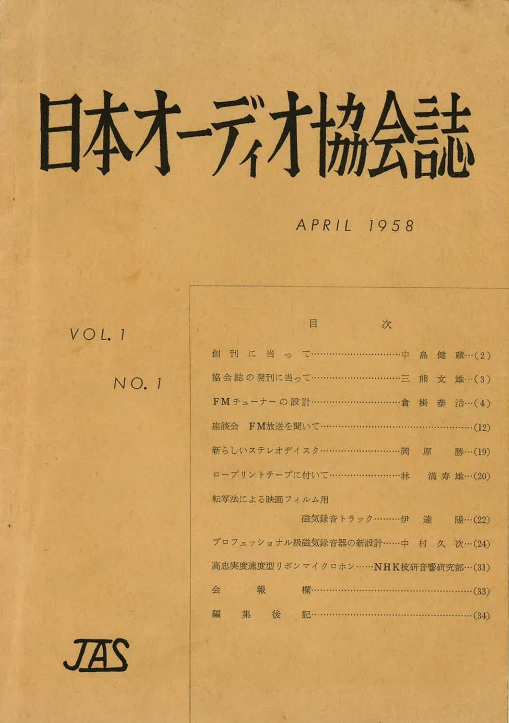 日本オーディオ協会誌
APRIL 1958
VOL. 1
NO. 1
目次
創刊に当って………………………中島健蔵…(2)
協会誌の発刊に当って………………………三熊文雄…(3)
FMチューナーの設計………………………倉掛泰治…(4)
座談会 FM放送を聞いて………………………(12)
新らしいステレオデイスク………………………岡原勝…(19)
ロープリントテープに付いて………………………林満寿雄…(20)
転写法による映画フィルム用
磁気録音トラック………伊達陽…(22)
プロフェッショナル級磁気録音器の新設計……中村久次…(24)
高忠実度速度型リボンマイクロホン……NHK技研音響研究部…(31)
会報欄………………………(33)
編集後記………………………(34)
JAS